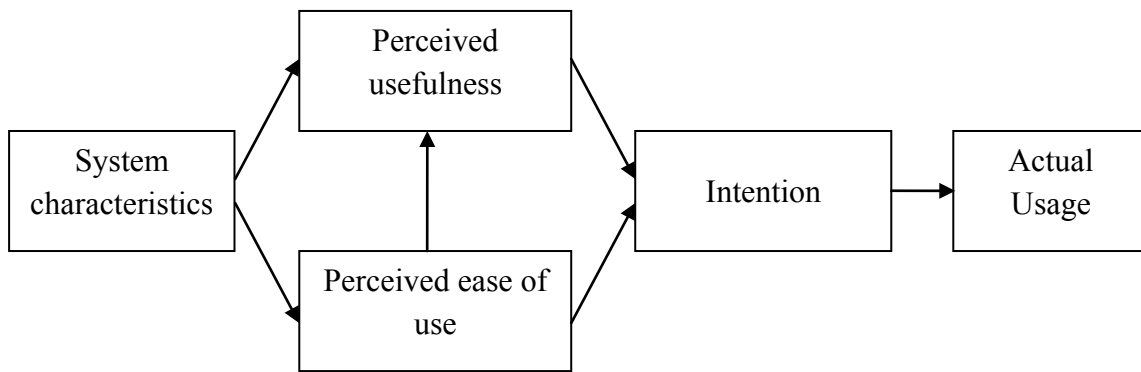 Perceived
usefulness
System
characteristics
Perceived ease of
use
Intention
Actual
Usage